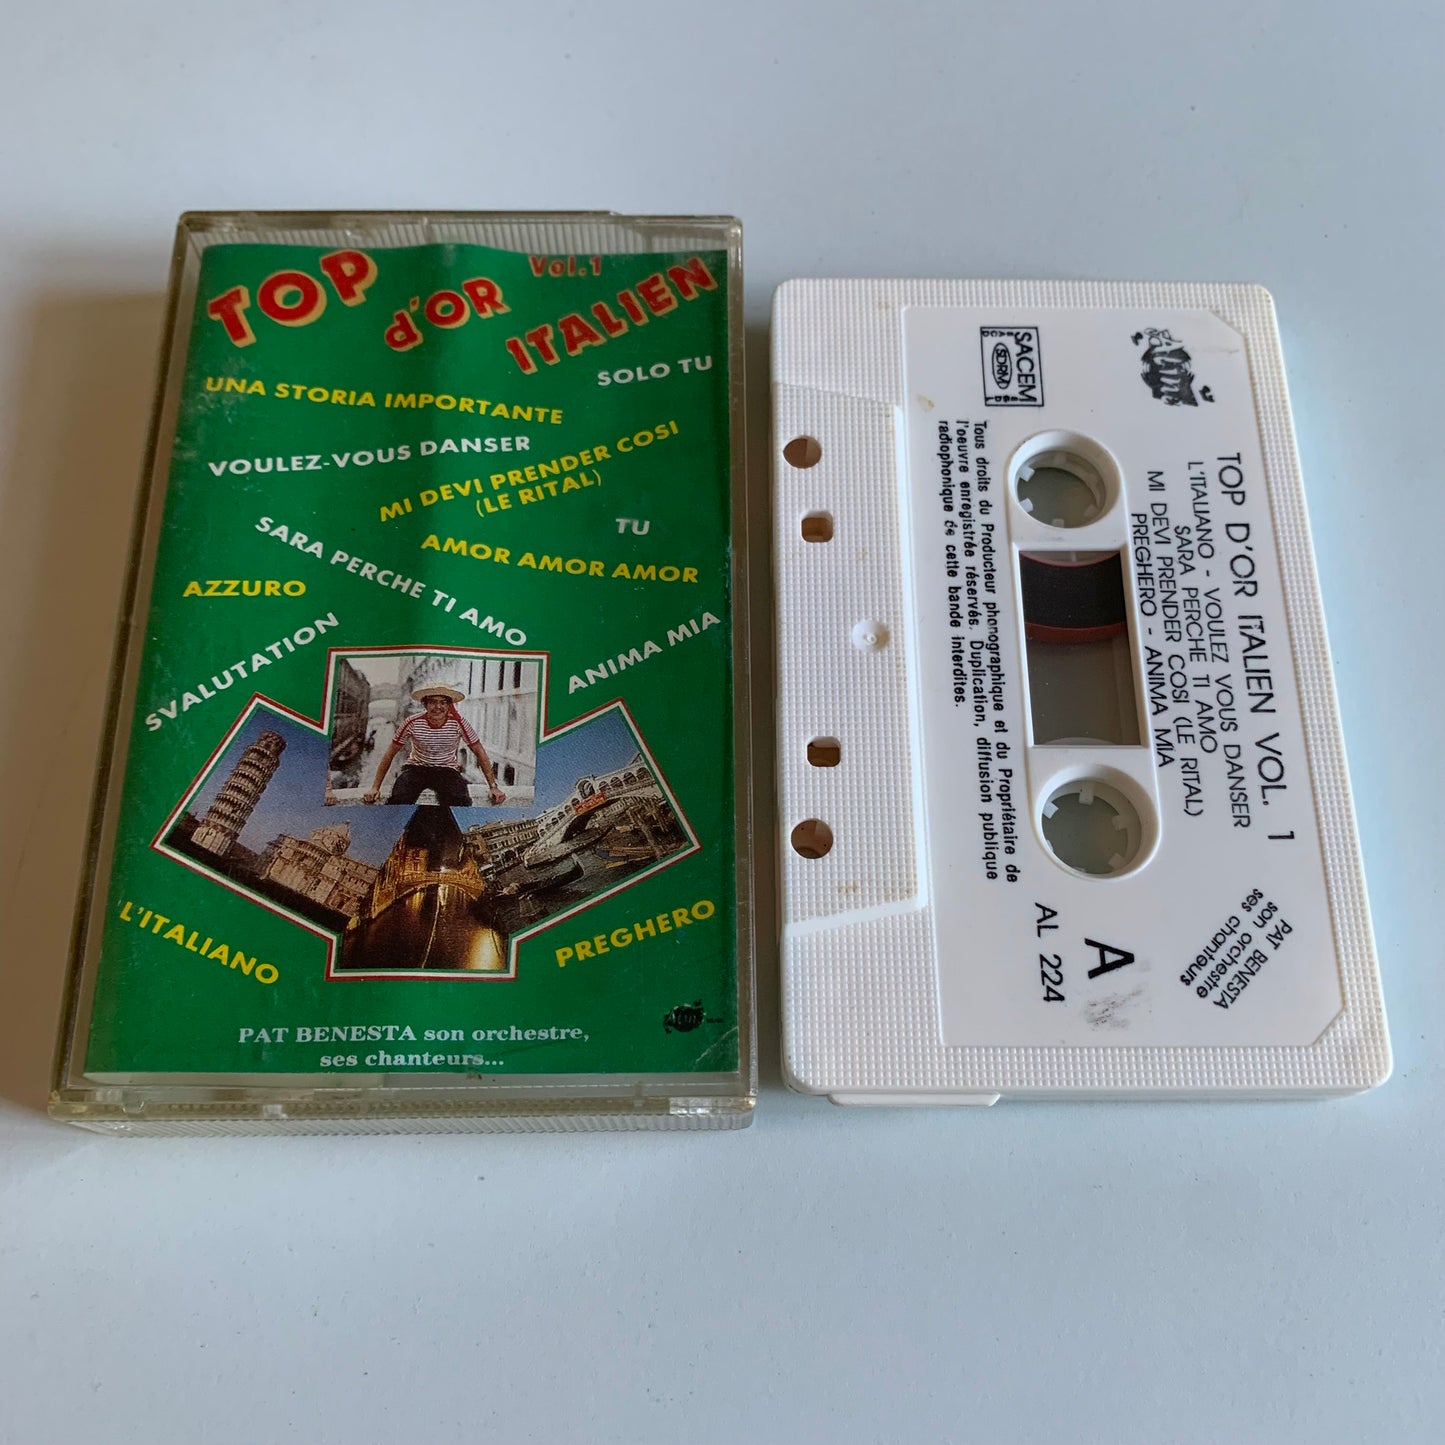 TOP d'OR Vol.1 ITALIEN
SOLO TU
UNA STORIA IMPORTANTE
VOULEZ-VOUS DANSER
MI DEVI PRENDER COSI
(LE RITAL)
TU
SARA PERCHE TI AMO
AMOR AMOR AMOR
AZZURO
SVALUTATION
ANIMA MIA
L'ITALIANO
PREGHERO
PAT BENESTA son orchestre,
ses chanteurs...
SACEM
SDRM
TOP D'OR ITALIEN VOL. 1
L'ITALIANO - VOULEZ VOUS DANSER
SARA PERCHE TI AMO
MI DEVI PRENDER COSI (LE RITAL)
PREGHERO - ANIMA MIA
PAT BENESTA
son orchestre
ses chanteurs
A
AL 224
Tous droits du Producteur phonographique et du Propriétaire de
l'oeuvre enregistrée réservés. Duplication, diffusion publique
radiophonique de cette bande interdites.